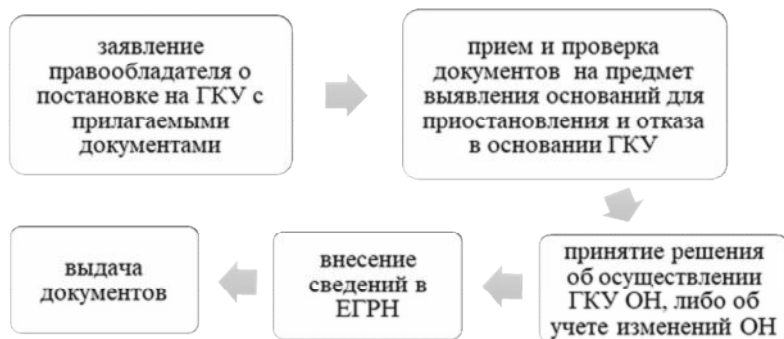 заявление
правообладателя о
постановке на ГКУ с
прилагаемыми
документами
прием и проверка
документов на предмет
выявления оснований для
приостановления и отказа
в основании ГКУ
принятие решения
об осуществлении
ГКУ ОН, либо об
учете изменений ОН
внесение
сведений в
ЕГРН
выдача
документов